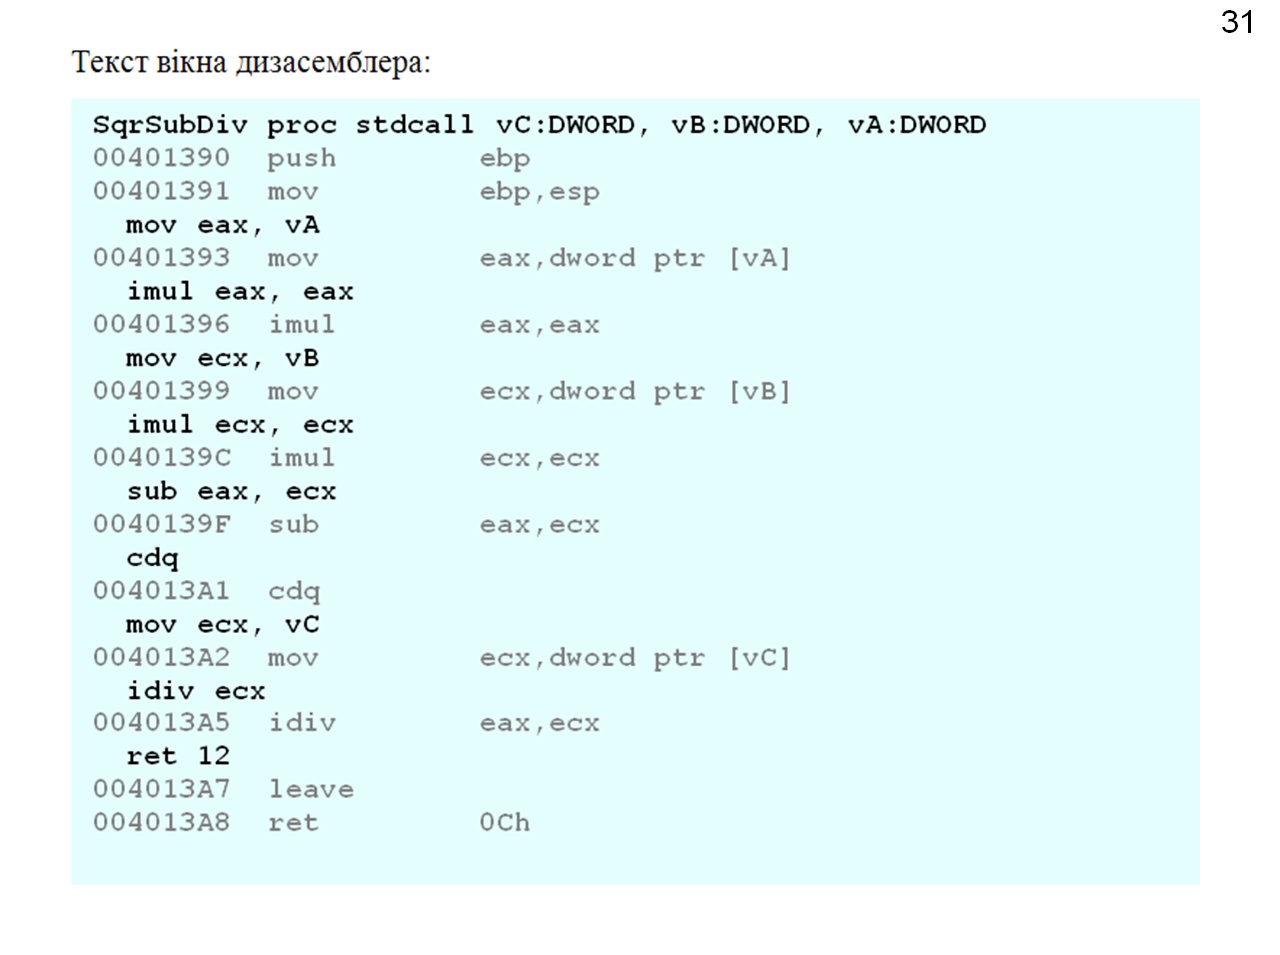 31
Текст вікна дизасемблера:
SqrSubDiv proc stdcall vC:DWORD, vB:DWORD, vA:DWORD
00401390 push ebp
00401391 mov ebp,esp
mov eax, vA
00401393 mov eax,dword ptr [vA]
imul eax, eax
00401396 imul eax,eax
mov ecx, vB
00401399 mov ecx,dword ptr [vB]
imul ecx, ecx
0040139C imul ecx,ecx
sub eax, ecx
0040139F sub eax,ecx
cdq
004013A1 cdq
mov ecx, vC
004013A2 mov ecx,dword ptr [vC]
idiv ecx
004013A5 idiv eax,ecx
ret 12
004013A7 leave
004013A8 ret 0Ch